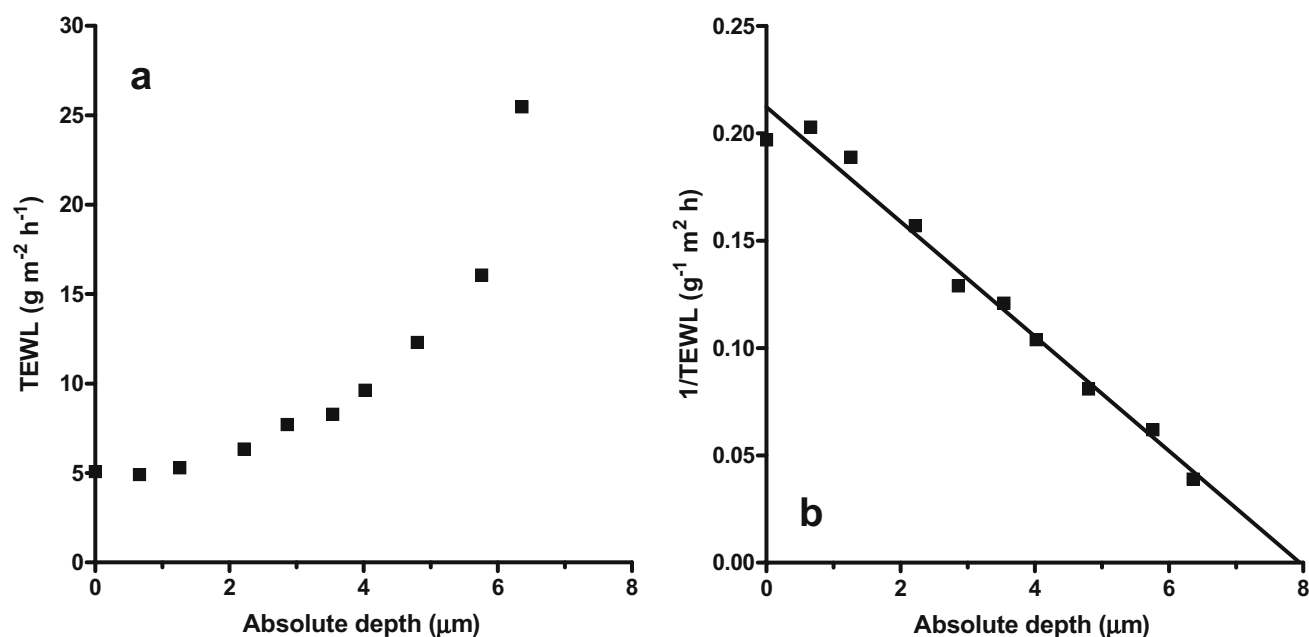 a
30
25
20
15
10
5
0
TEWL (g m⁻² h⁻¹)
0 2 4 6 8
Absolute depth (μm)
b
0.25
0.20
0.15
0.10
0.05
0.00
1/TEWL (g⁻¹ m² h)
0 2 4 6 8
Absolute depth (μm)